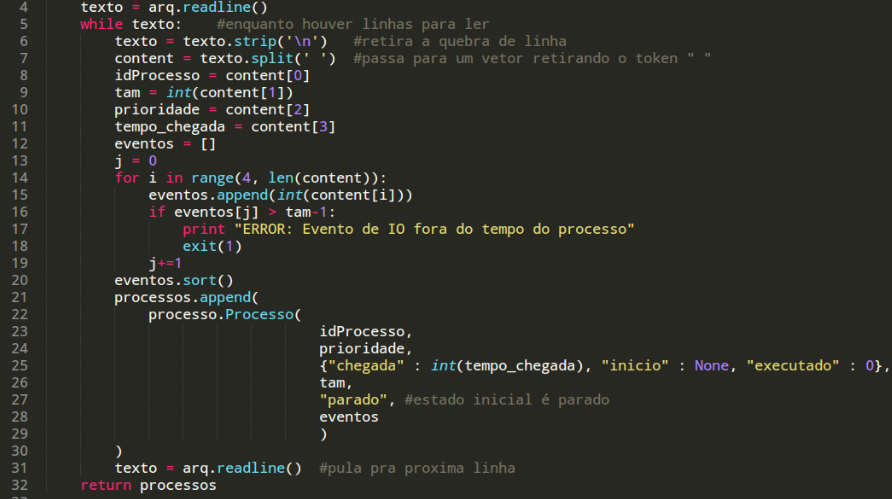 4 texto = arq.readline()
5 while texto: #enquanto houver linhas para ler
6 texto = texto.strip('\n') #retira a quebra de linha
7 content = texto.split(' ') #passa para um vetor retirando o token " "
8 idProcesso = content[0]
9 tam = int(content[1])
10 prioridade = content[2]
11 tempo_chegada = content[3]
12 eventos = []
13 j = 0
14 for i in range(4, len(content)):
15 eventos.append(int(content[i]))
16 if eventos[j] > tam-1:
17 print "ERROR: Evento de IO fora do tempo do processo"
18 exit(1)
19 j+=1
20 eventos.sort()
21 processos.append(
22 processo.Processo(
23 idProcesso,
24 prioridade,
25 {"chegada" : int(tempo_chegada), "inicio" : None, "executado" : 0},
26 tam,
27 "parado", #estado inicial é parado
28 eventos
29 )
30 )
31 texto = arq.readline() #pula pra proxima linha
32 return processos